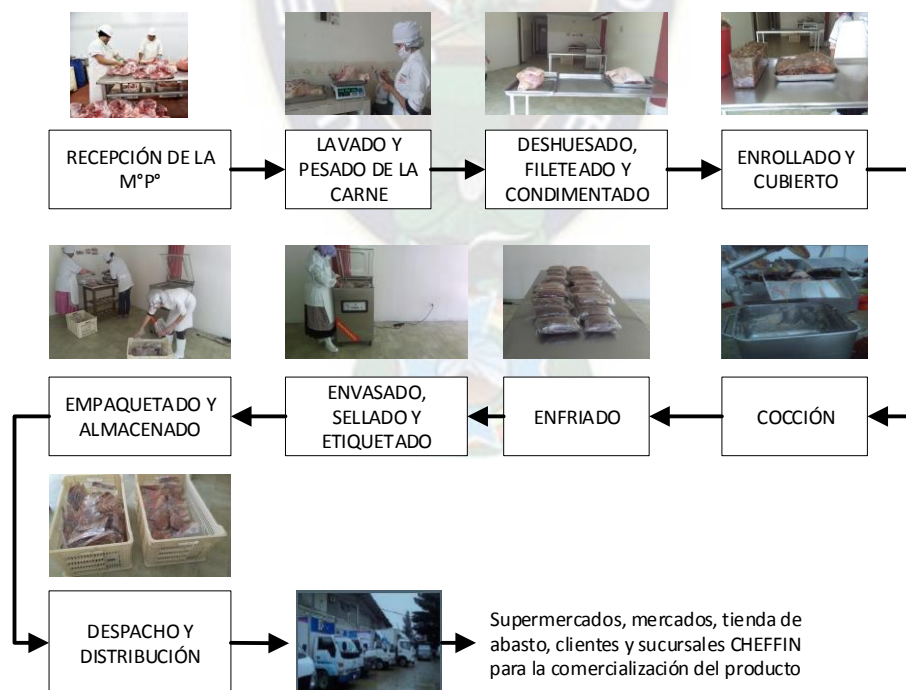 RECEPCIÓN DE LA
M°P°
LAVADO Y
PESADO DE LA
CARNE
DESHUESADO,
FILETEADO Y
CONDIMENTADO
ENROLLADO Y
CUBIERTO
EMPAQUETADO Y
ALMACENADO
ENVASADO,
SELLADO Y
ETIQUETADO
ENFRIADO
COCCIÓN
DESPACHO Y
DISTRIBUCIÓN
Supermercados, mercados, tienda de
abasto, clientes y sucursales CHEFFIN
para la comercialización del producto